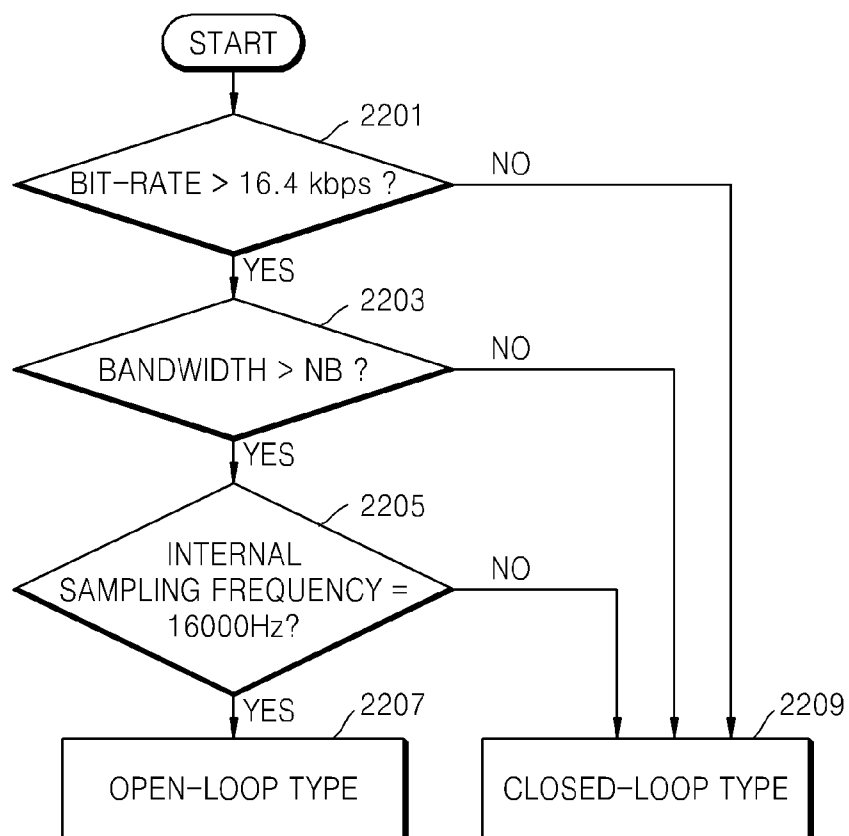 START
2201
BIT-RATE > 16.4 kbps ?
NO
YES
2203
BANDWIDTH > NB ?
NO
YES
2205
INTERNAL
SAMPLING FREQUENCY =
16000Hz?
NO
YES
2207
2209
OPEN-LOOP TYPE
CLOSED-LOOP TYPE